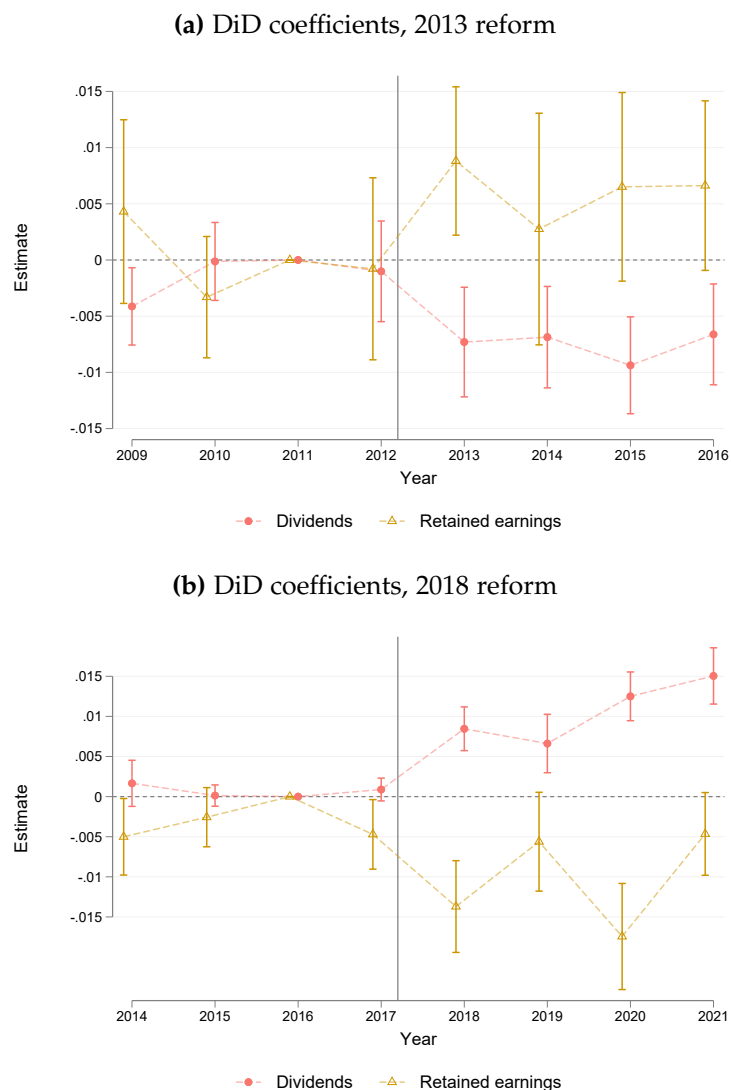 (a) DiD coefficients, 2013 reform
.015
.01
.005
0
-.005
-.01
-.015
Estimate
2009 2010 2011 2012 2013 2014 2015 2016
Year
Dividends Retained earnings
(b) DiD coefficients, 2018 reform
.015
.01
.005
0
-.005
-.01
-.015
Estimate
2014 2015 2016 2017 2018 2019 2020 2021
Year
Dividends Retained earnings